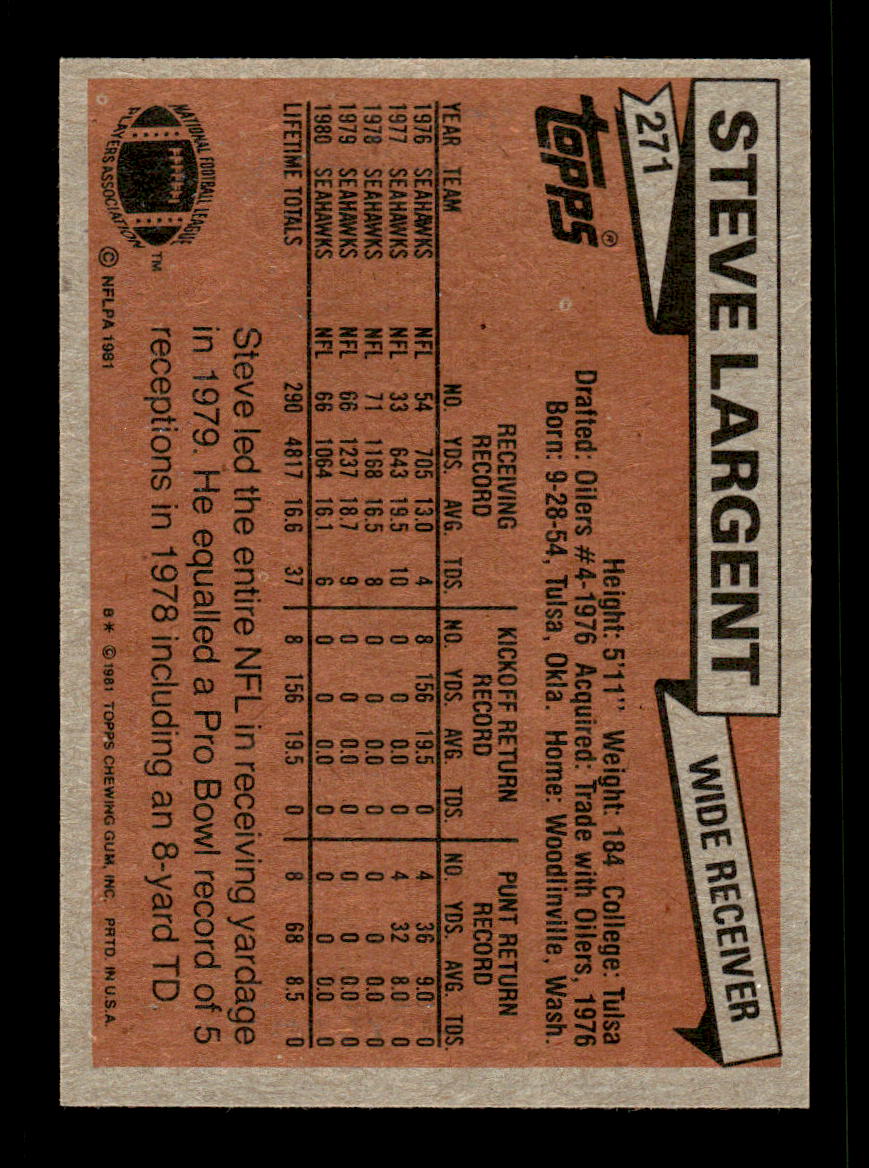 STEVE LARGENT
WIDE RECEIVER
271
TOPPS®
Height: 5'11" Weight: 184 College: Tulsa
Drafted: Oilers #4-1976 Acquired: Trade with Oilers, 1976
Born: 9-28-54, Tulsa, Okla. Home: Woodlinville, Wash.
RECEIVING RECORD KICKOFF RETURN RECORD PUNT RETURN RECORD
YEAR TEAM NO. YDS. AVG. TDS. NO. YDS. AVG. TDS. NO. YDS. AVG. TDS.
1976 SEAHAWKS NFL 54 705 13.0 4 8 156 19.5 0 4 36 9.0 0
1977 SEAHAWKS NFL 33 643 19.5 10 0 0 0.0 0 4 32 8.0 0
1978 SEAHAWKS NFL 71 1168 16.5 8 0 0 0.0 0 0 0 0.0 0
1979 SEAHAWKS NFL 66 1237 18.7 9 0 0 0.0 0 0 0 0.0 0
1980 SEAHAWKS NFL 66 1064 16.1 6 0 0 0.0 0 0 0 0.0 0
LIFETIME TOTALS 290 4817 16.6 37 8 156 19.5 0 8 68 8.5 0
Steve led the entire NFL in receiving yardage
in 1979. He equalled a Pro Bowl record of 5
receptions in 1978 including an 8-yard TD.
NATIONAL FOOTBALL LEAGUE
PLAYERS ASSOCIATION
TM
© NFLPA 1981
B* © 1981 TOPPS CHEWING GUM, INC. PRTD. IN U.S.A.